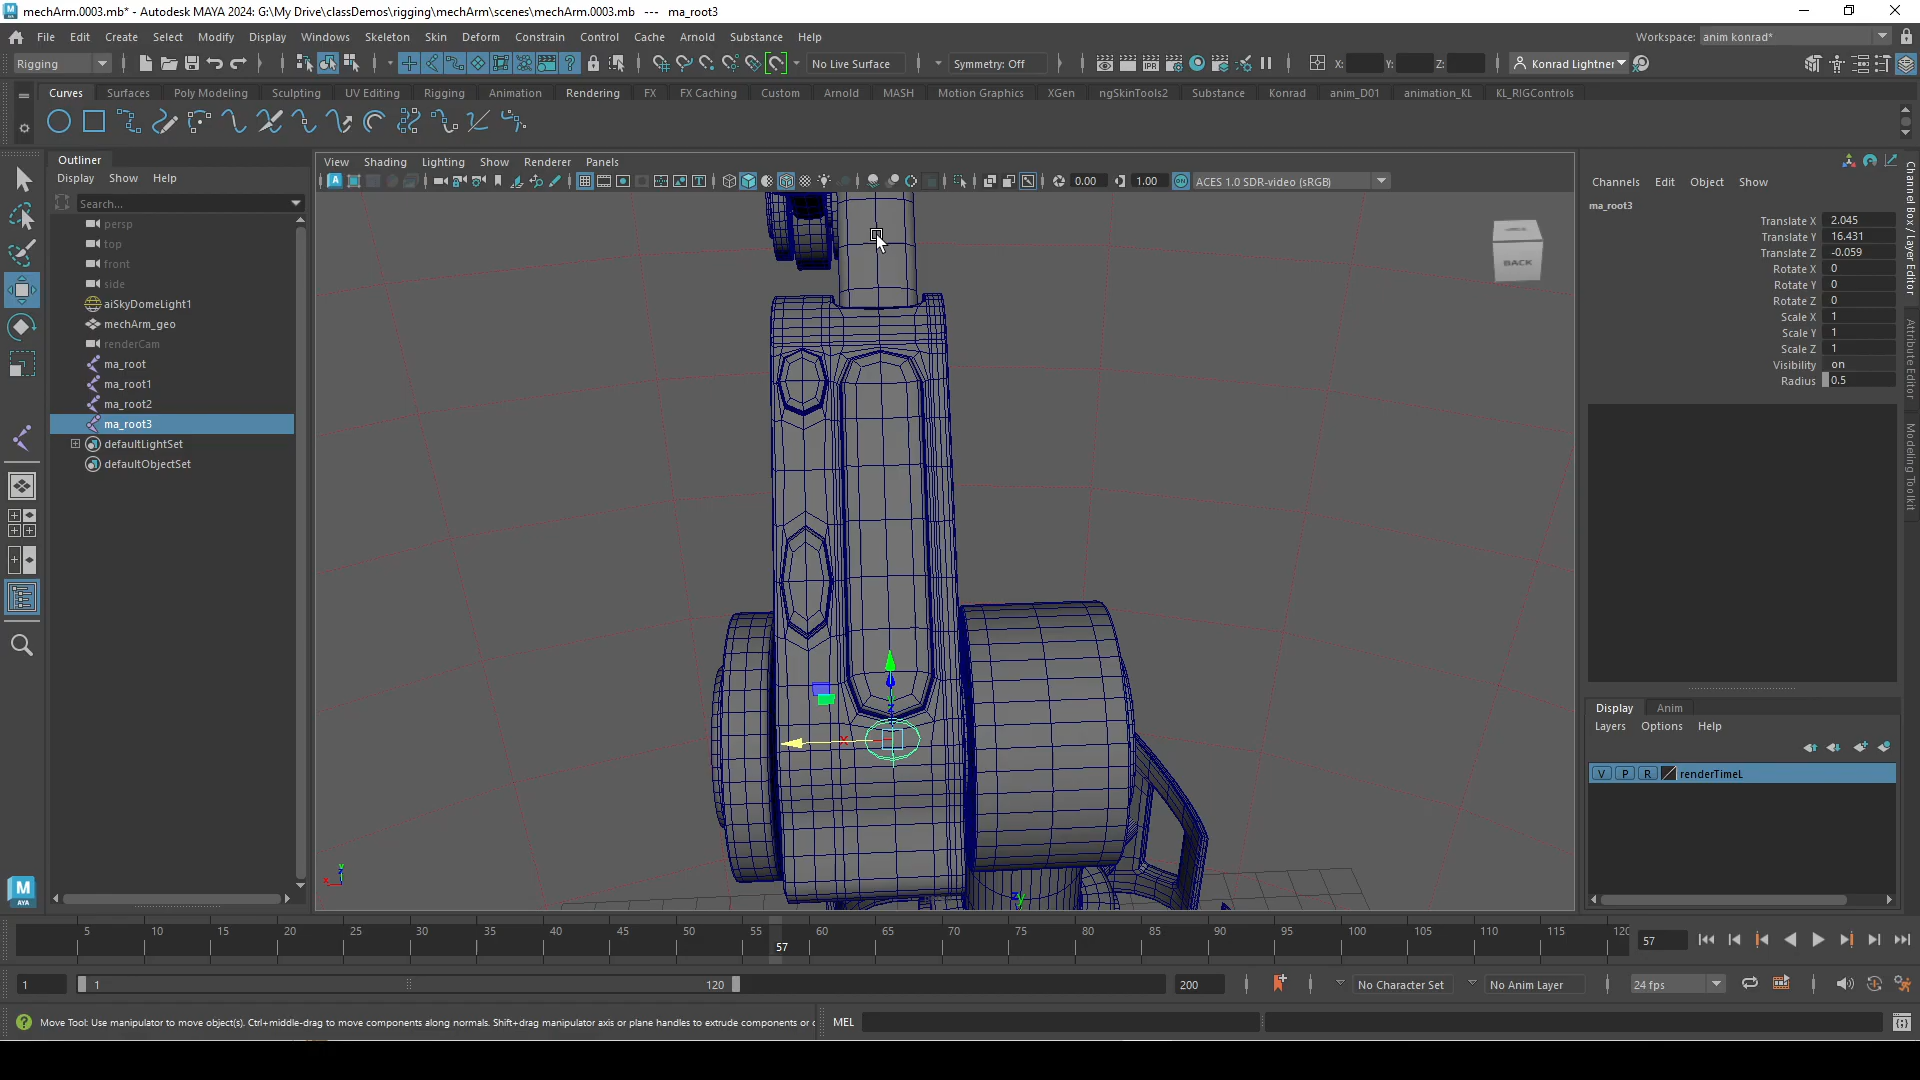 mechArm.0003.mb* - Autodesk MAYA 2024: G:\My Drive\classDemos\rigging\mechArm\scenes\mechArm.0003.mb --- ma_root3
File Edit Create Select Modify Display Windows Skeleton Skin Deform Constrain Control Cache Arnold Substance Help
Workspace: anim konrad*
Rigging
No Live Surface
Symmetry: Off
X: Y: Z:
Konrad Lightner
Curves Surfaces Poly Modeling Sculpting UV Editing Rigging Animation Rendering FX FX Caching Custom Arnold MASH Motion Graphics XGen ngSkinTools2 Substance Konrad anim_D01 animation_KL KL_RIGControls
Outliner
Display Show Help
Search...
persp
top
front
side
aiSkyDomeLight1
mechArm_geo
renderCam
ma_root
ma_root1
ma_root2
ma_root3
defaultLightSet
defaultObjectSet
View Shading Lighting Show Renderer Panels
0.00 1.00 ACES 1.0 SDR-video (sRGB)
BACK
Channels Edit Object Show
ma_root3
Translate X 2.045
Translate Y 16.431
Translate Z -0.059
Rotate X 0
Rotate Y 0
Rotate Z 0
Scale X 1
Scale Y 1
Scale Z 1
Visibility on
Radius 0.5
Channel Box / Layer Editor
Attribute Editor
Modeling Toolkit
Display Anim
Layers Options Help
V P R renderTimeL
5 10 15 20 25 30 35 40 45 50 55 60 65 70 75 80 85 90 95 100 105 110 115 120
57
57
1 1 120 200 No Character Set No Anim Layer 24 fps
Move Tool: Use manipulator to move object(s). Ctrl+middle-drag to move components along normals. Shift+drag manipulator axis or plane handles to extrude components or
MEL